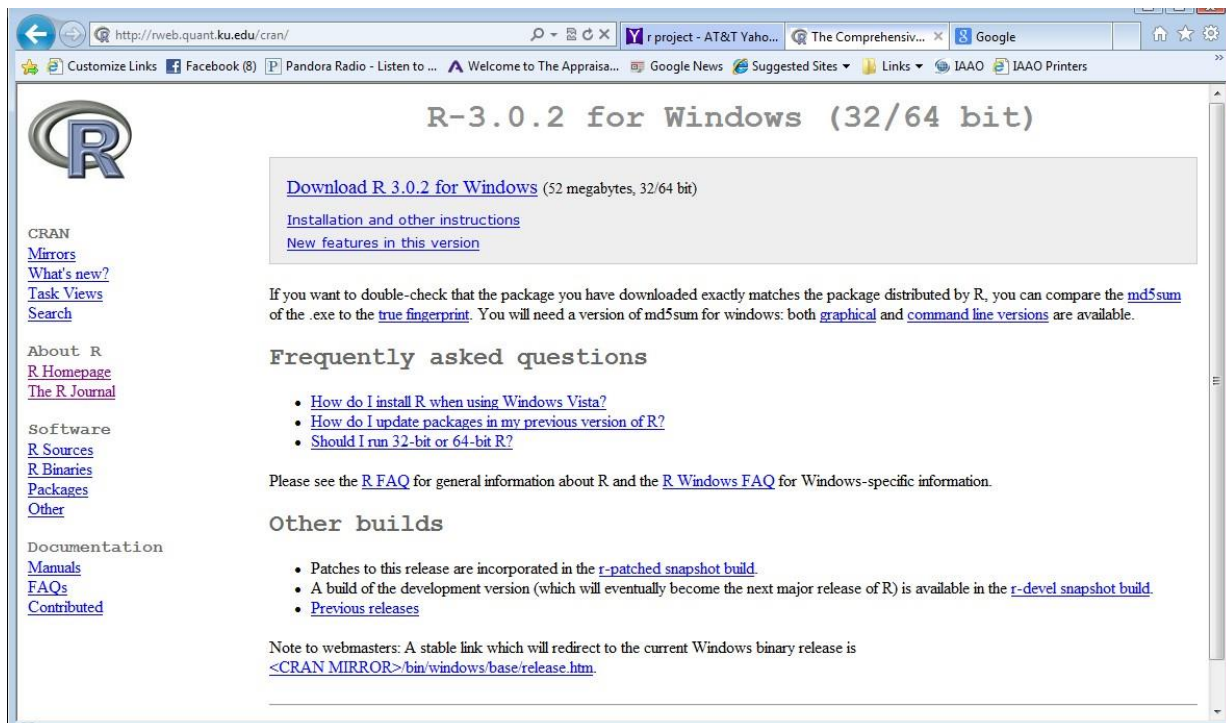 http://rweb.quant.ku.edu/cran/
r project - AT&T Yaho...
The Comprehensiv...
Google
Customize Links
Facebook (8)
Pandora Radio - Listen to ...
Welcome to The Appraisa...
Google News
Suggested Sites
Links
IAAO
IAAO Printers
R
R-3.0.2 for Windows (32/64 bit)
Download R 3.0.2 for Windows (52 megabytes, 32/64 bit)
Installation and other instructions
New features in this version
CRAN
Mirrors
What's new?
Task Views
Search
About R
R Homepage
The R Journal
Software
R Sources
R Binaries
Packages
Other
Documentation
Manuals
FAQs
Contributed
If you want to double-check that the package you have downloaded exactly matches the package distributed by R, you can compare the md5sum
of the .exe to the true fingerprint. You will need a version of md5sum for windows: both graphical and command line versions are available.
Frequently asked questions
• How do I install R when using Windows Vista?
• How do I update packages in my previous version of R?
• Should I run 32-bit or 64-bit R?
Please see the R FAQ for general information about R and the R Windows FAQ for Windows-specific information.
Other builds
• Patches to this release are incorporated in the r-patched snapshot build.
• A build of the development version (which will eventually become the next major release of R) is available in the r-devel snapshot build.
• Previous releases
Note to webmasters: A stable link which will redirect to the current Windows binary release is
<CRAN MIRROR>/bin/windows/base/release.htm.